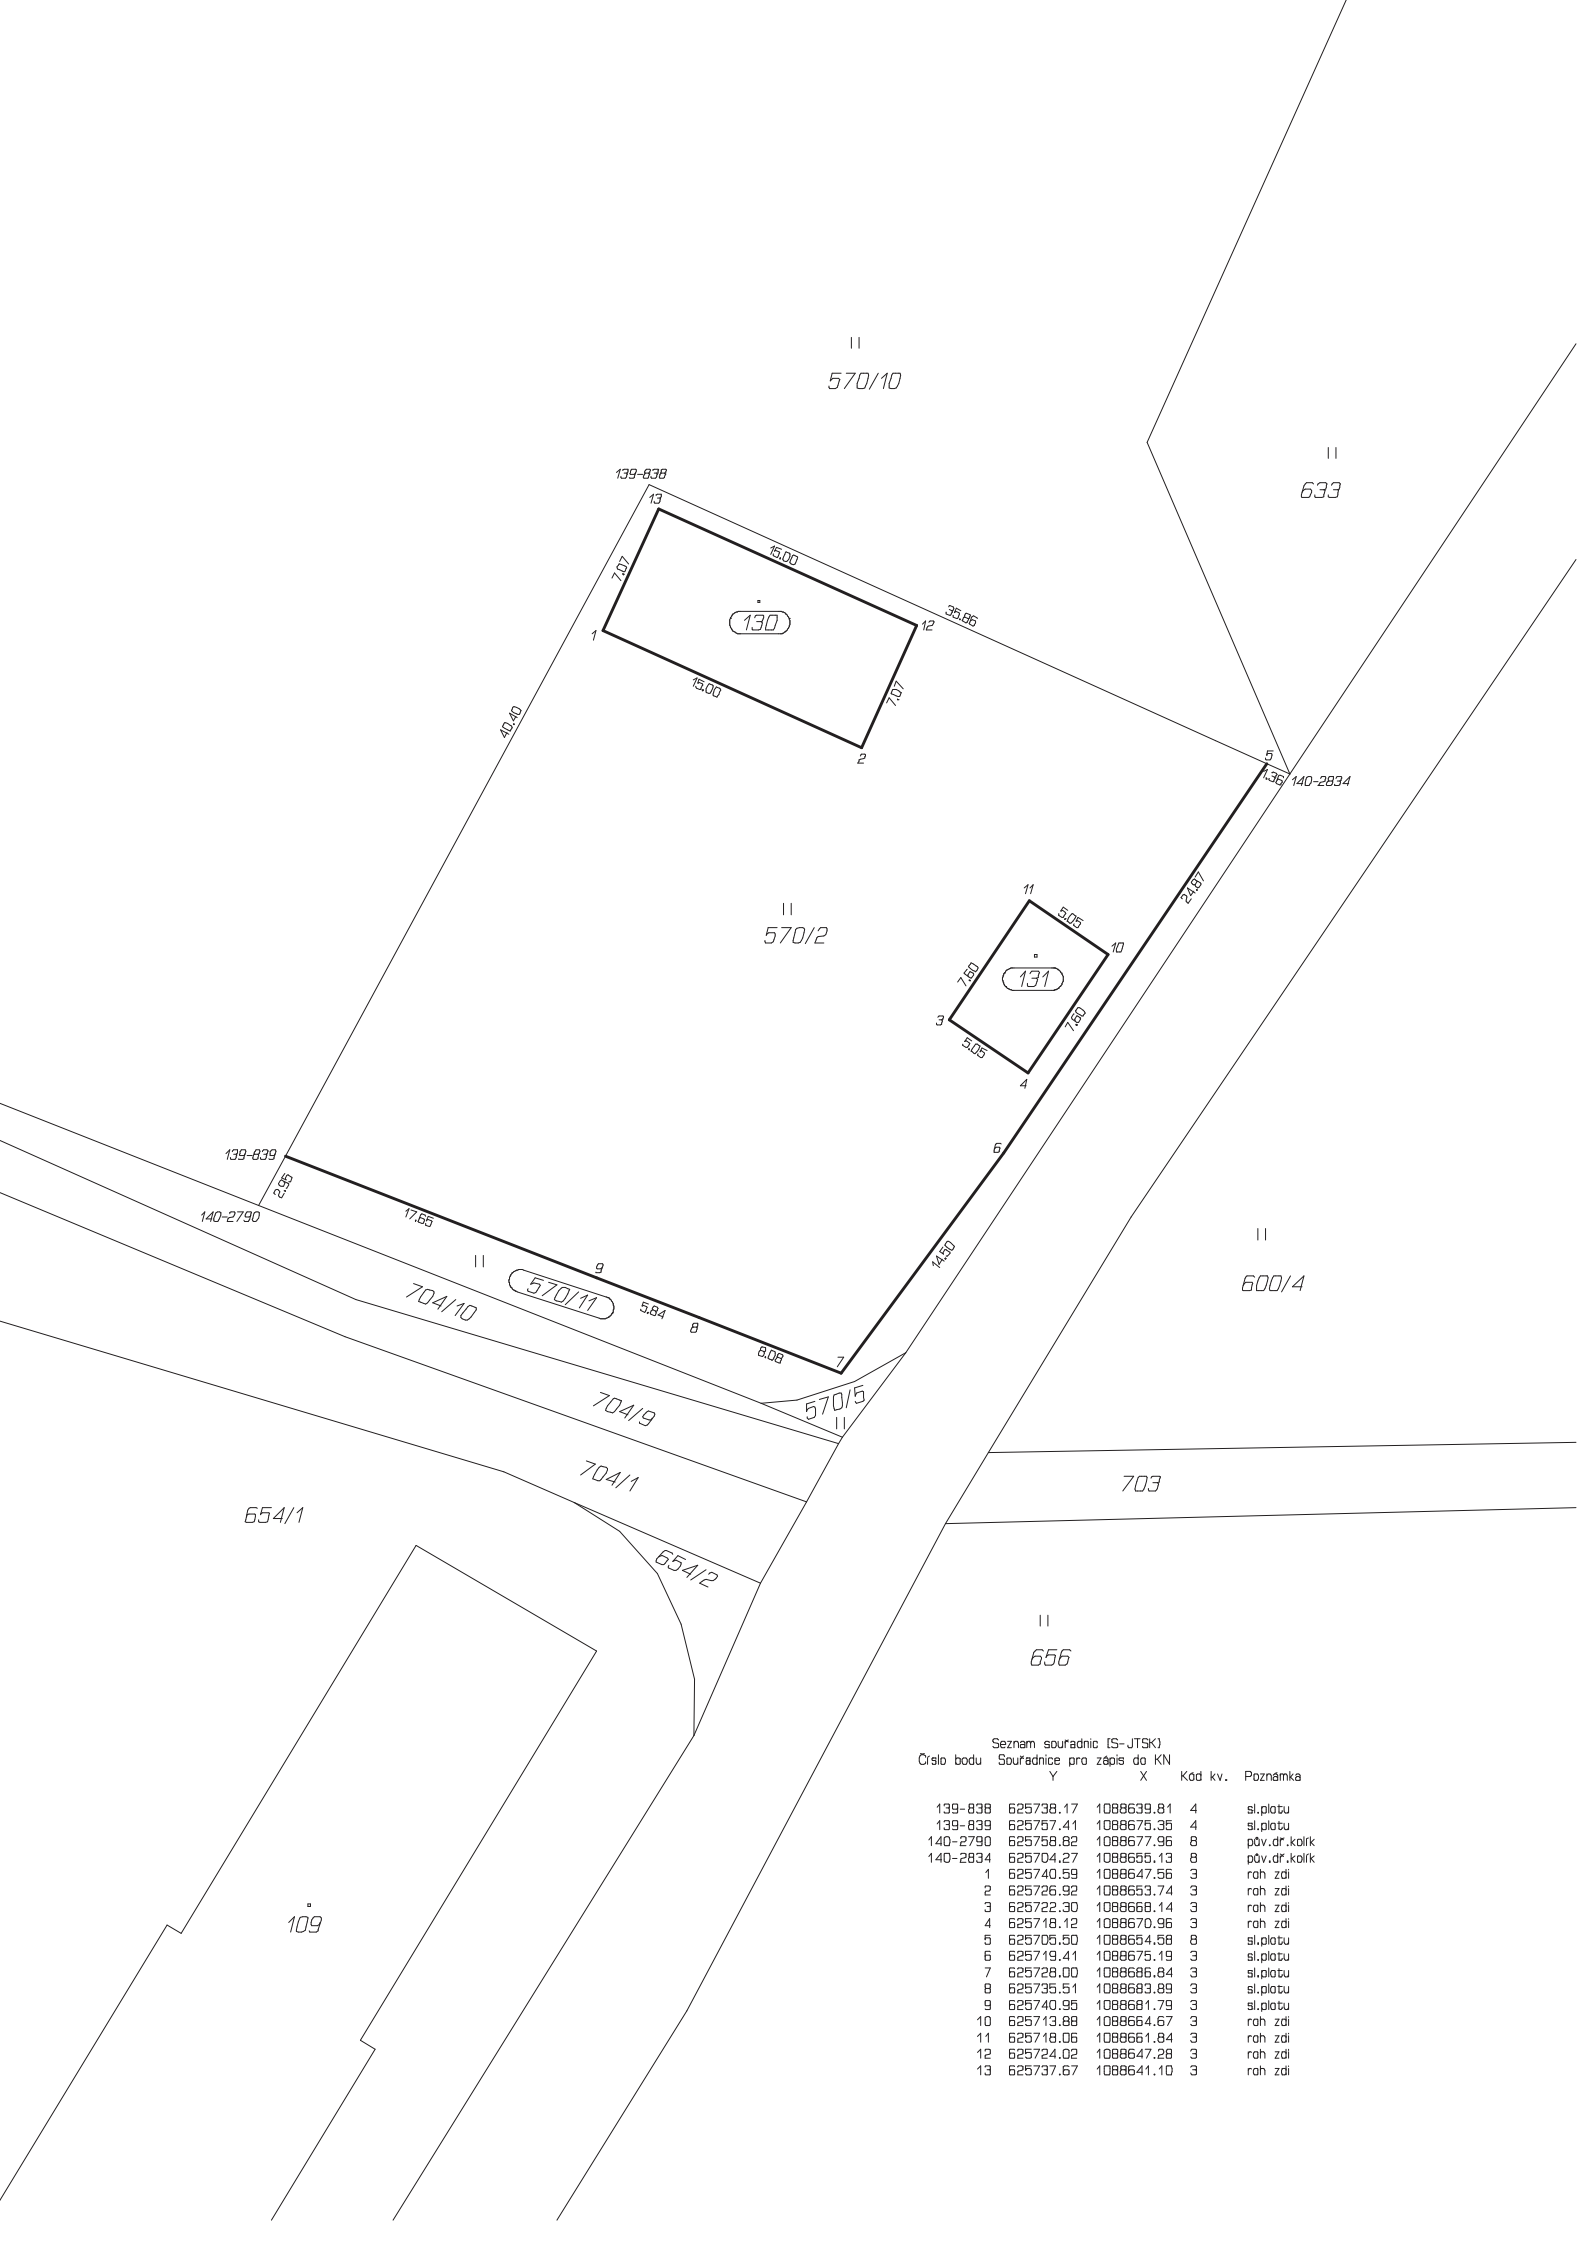 570/10
633
139-838
13
15.00
7.07
35.86
130
12
1
15.00
7.07
40.40
2
5
1.36
140-2834
24.87
11
5.05
10
570/2
7.60
131
3
7.60
5.05
4
6
139-839
2.95
140-2790
17.65
14.50
9
570/11
600/4
704/10
5.84
8
8.08
7
570/5
704/9
704/1
703
654/1
654/2
656
109
Seznam souřadnic (S-JTSK)
Číslo bodu Souřadnice pro zápis do KN
Y X Kód kv. Poznámka
139-838 625738.17 1088639.81 4 sl.plotu
139-839 625757.41 1088675.35 4 sl.plotu
140-2790 625758.82 1088677.96 8 pův.dř.kolík
140-2834 625704.27 1088655.13 8 pův.dř.kolík
1 625740.59 1088647.56 3 roh zdi
2 625726.92 1088653.74 3 roh zdi
3 625722.30 1088668.14 3 roh zdi
4 625718.12 1088670.96 3 roh zdi
5 625705.50 1088654.58 8 sl.plotu
6 625719.41 1088675.19 3 sl.plotu
7 625728.00 1088686.84 3 sl.plotu
8 625735.51 1088683.89 3 sl.plotu
9 625740.95 1088681.79 3 sl.plotu
10 625713.88 1088664.67 3 roh zdi
11 625718.06 1088661.84 3 roh zdi
12 625724.02 1088647.28 3 roh zdi
13 625737.67 1088641.10 3 roh zdi